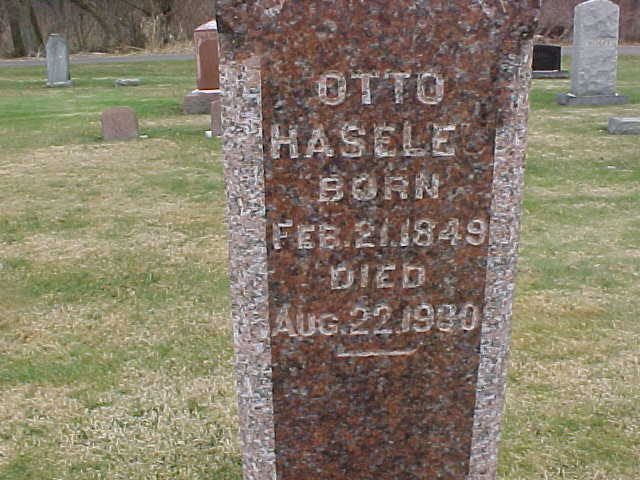 OTTO
HASELE
BORN
FEB. 21. 1849
DIED
AUG. 22. 1930